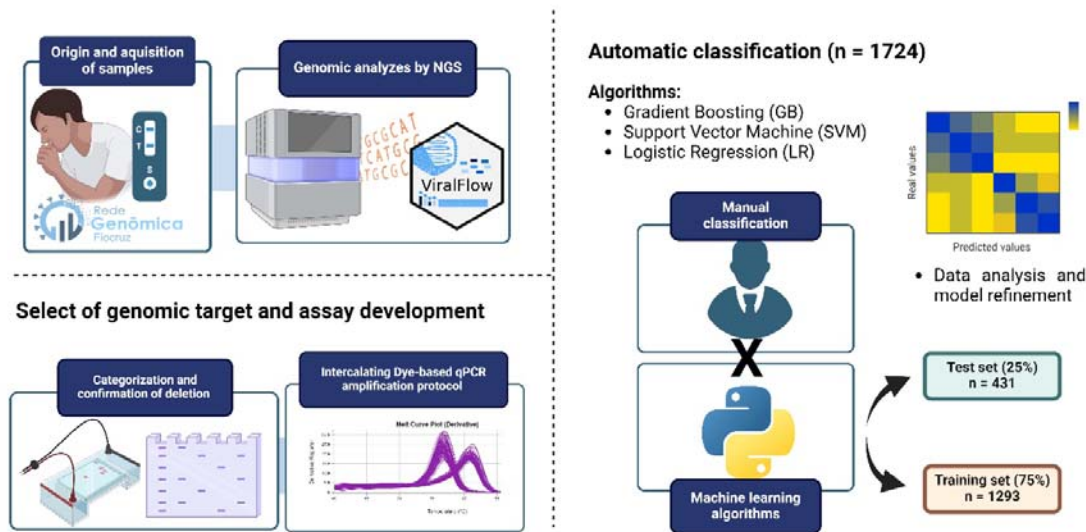 Origin and aquisition
of samples
C
T
S
Rede
Genômica
Fiocruz
Genomic analyzes by NGS
GCGCAT
CATGC
TGCGC
ViralFlow
Select of genomic target and assay development
Categorization and
confirmation of deletion
Intercalating Dye-based qPCR
amplification protocol
Melt Curve Plot (Derivative)
Automatic classification (n = 1724)
Algorithms:
• Gradient Boosting (GB)
• Support Vector Machine (SVM)
• Logistic Regression (LR)
Real values
Predicted values
• Data analysis and
model refinement
Manual
classification
X
Machine learning
algorithms
Test set (25%)
n = 431
Training set (75%)
n = 1293